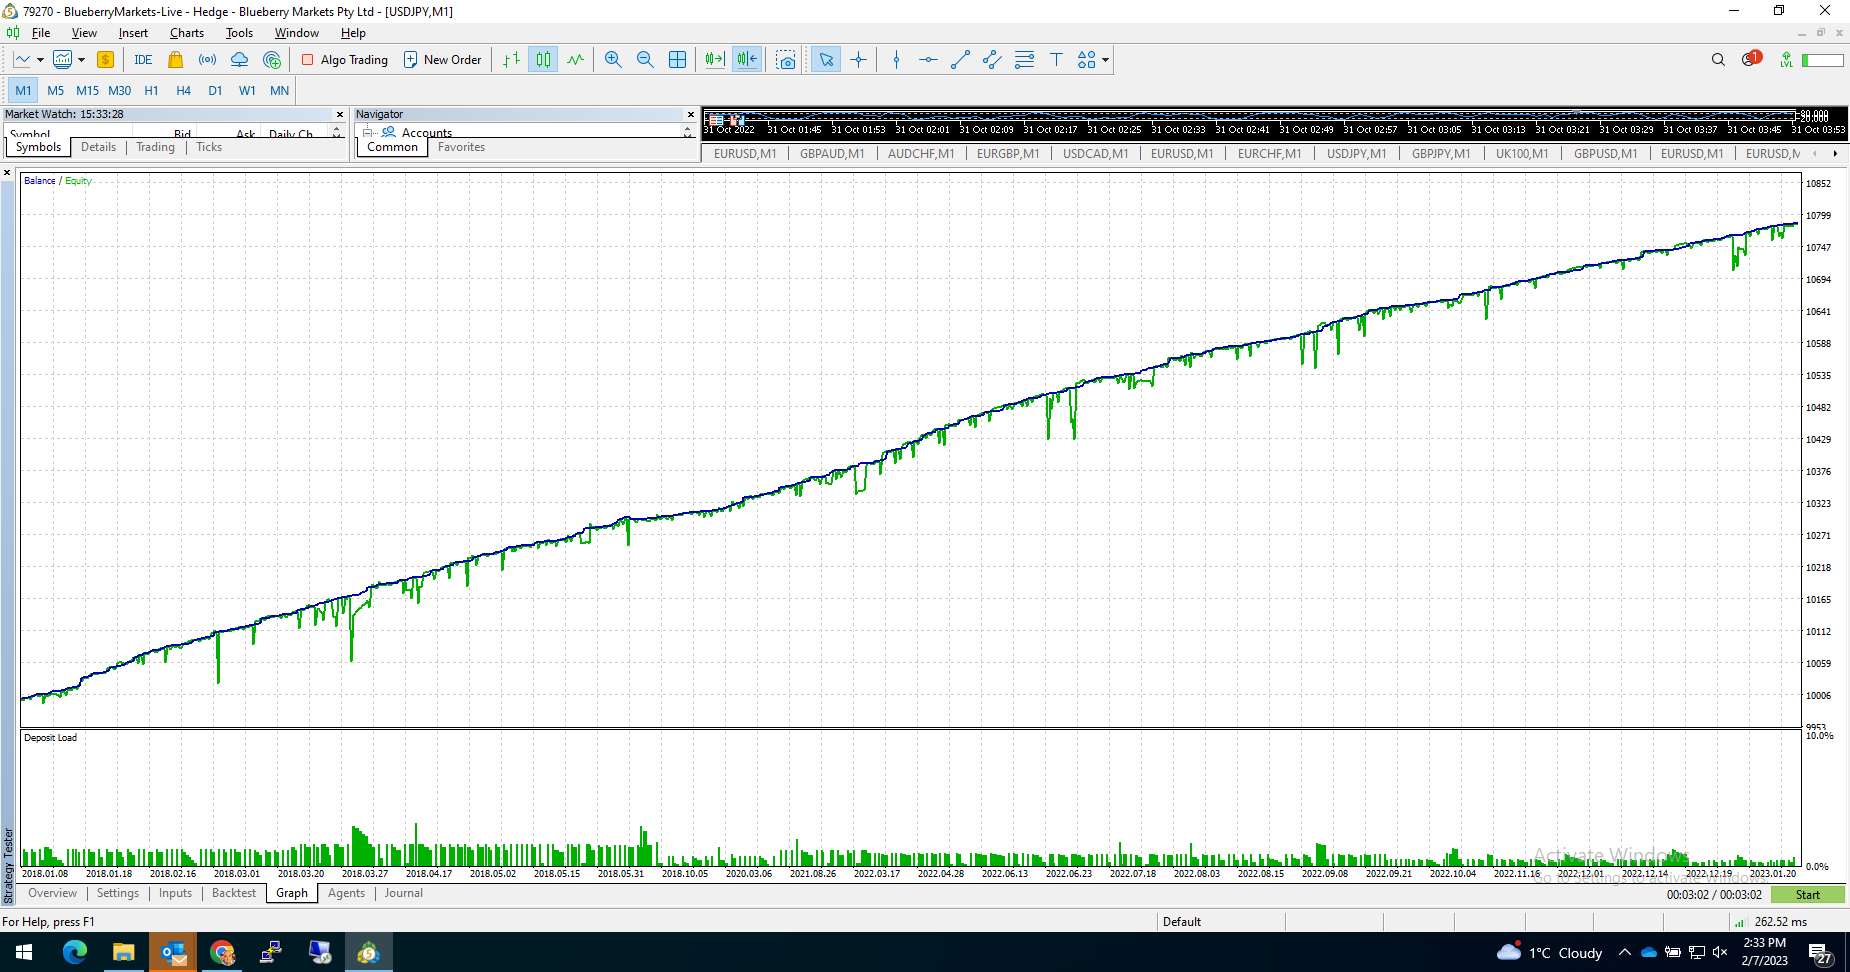 79270 - BlueberryMarkets-Live - Hedge - Blueberry Markets Pty Ltd - [USDJPY,M1]
File View Insert Charts Tools Window Help
IDE Algo Trading New Order 1 LVL
M1 M5 M15 M30 H1 H4 D1 W1 MN
Market Watch: 15:33:28 Navigator
Symbol Bid Ask Daily Ch... Accounts
31 Oct 2022 31 Oct 01:45 31 Oct 01:53 31 Oct 02:01 31 Oct 02:09 31 Oct 02:17 31 Oct 02:25 31 Oct 02:33 31 Oct 02:41 31 Oct 02:49 31 Oct 02:57 31 Oct 03:05 31 Oct 03:13 31 Oct 03:21 31 Oct 03:29 31 Oct 03:37 31 Oct 03:45 31 Oct 03:53
Symbols Details Trading Ticks Common Favorites
EURUSD,M1 GBPAUD,M1 AUDCHF,M1 EURGBP,M1 USDCAD,M1 EURUSD,M1 EURCHF,M1 USDJPY,M1 GBPJPY,M1 UK100,M1 GBPUSD,M1 EURUSD,M1 EURUSD,M
Balance / Equity
10852
10799
10747
10694
10641
10588
10535
10482
10429
10376
10323
10271
10218
10165
10112
10059
10006
9953
Deposit Load
10.0%
0.0%
2018.01.08 2018.01.18 2018.02.16 2018.03.01 2018.03.20 2018.03.27 2018.04.17 2018.05.02 2018.05.15 2018.05.31 2018.10.05 2020.03.06 2021.08.26 2022.03.17 2022.04.28 2022.06.13 2022.06.23 2022.07.18 2022.08.03 2022.08.15 2022.09.08 2022.09.21 2022.10.04 2022.11.16 2022.12.01 2022.12.14 2022.12.19 2023.01.20
Activate Windows
Go to Settings to activate Windows.
Strategy Tester
Overview Settings Inputs Backtest Graph Agents Journal
00:03:02 / 00:03:02 Start
For Help, press F1 Default 262.52 ms
1°C Cloudy 2:33 PM
2/7/2023 27